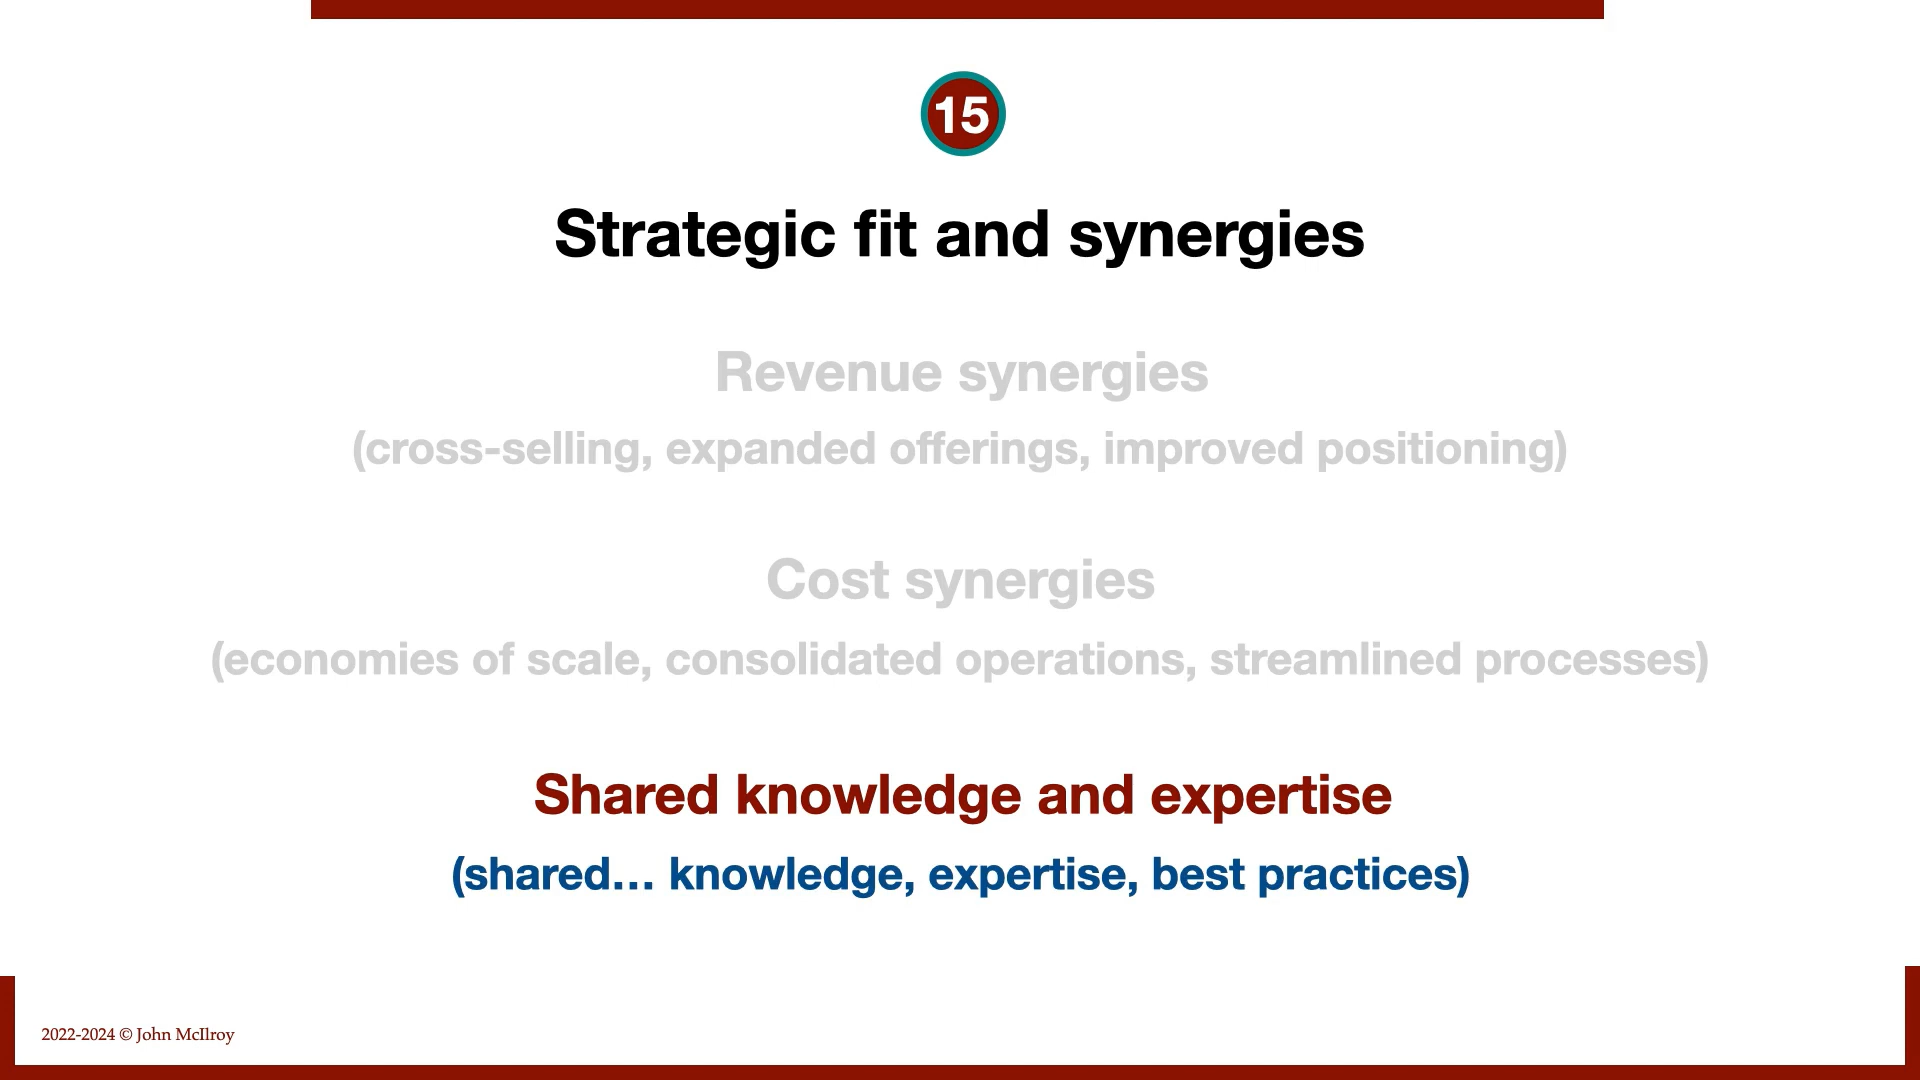 15
Strategic fit and synergies
Revenue synergies
(cross-selling, expanded offerings, improved positioning)
Cost synergies
(economies of scale, consolidated operations, streamlined processes)
Shared knowledge and expertise
(shared… knowledge, expertise, best practices)
2022-2024 © John McIlroy